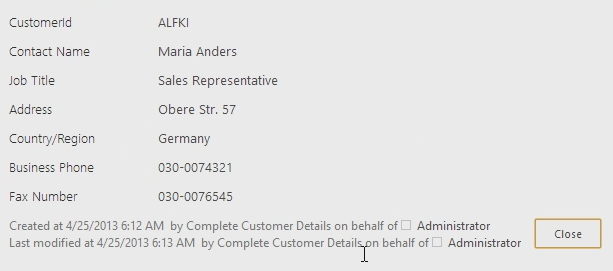 CustomerId ALFKI
Contact Name Maria Anders
Job Title Sales Representative
Address Obere Str. 57
Country/Region Germany
Business Phone 030-0074321
Fax Number 030-0076545
Created at 4/25/2013 6:12 AM by Complete Customer Details on behalf of Administrator
Last modified at 4/25/2013 6:13 AM by Complete Customer Details on behalf of Administrator
Close